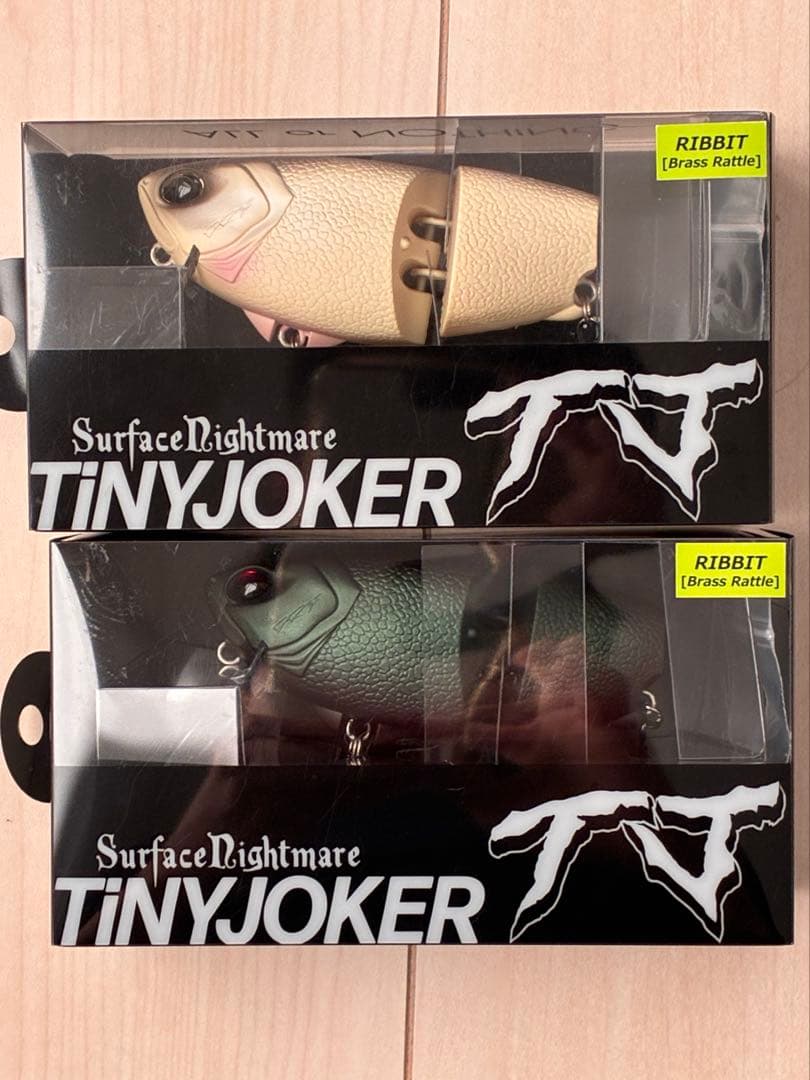 ALL or NOTHING
RIBBIT
[Brass Rattle]
SurfaceNightmare
TiNYJOKER
TJ
RIBBIT
[Brass Rattle]
SurfaceNightmare
TiNYJOKER
TJ